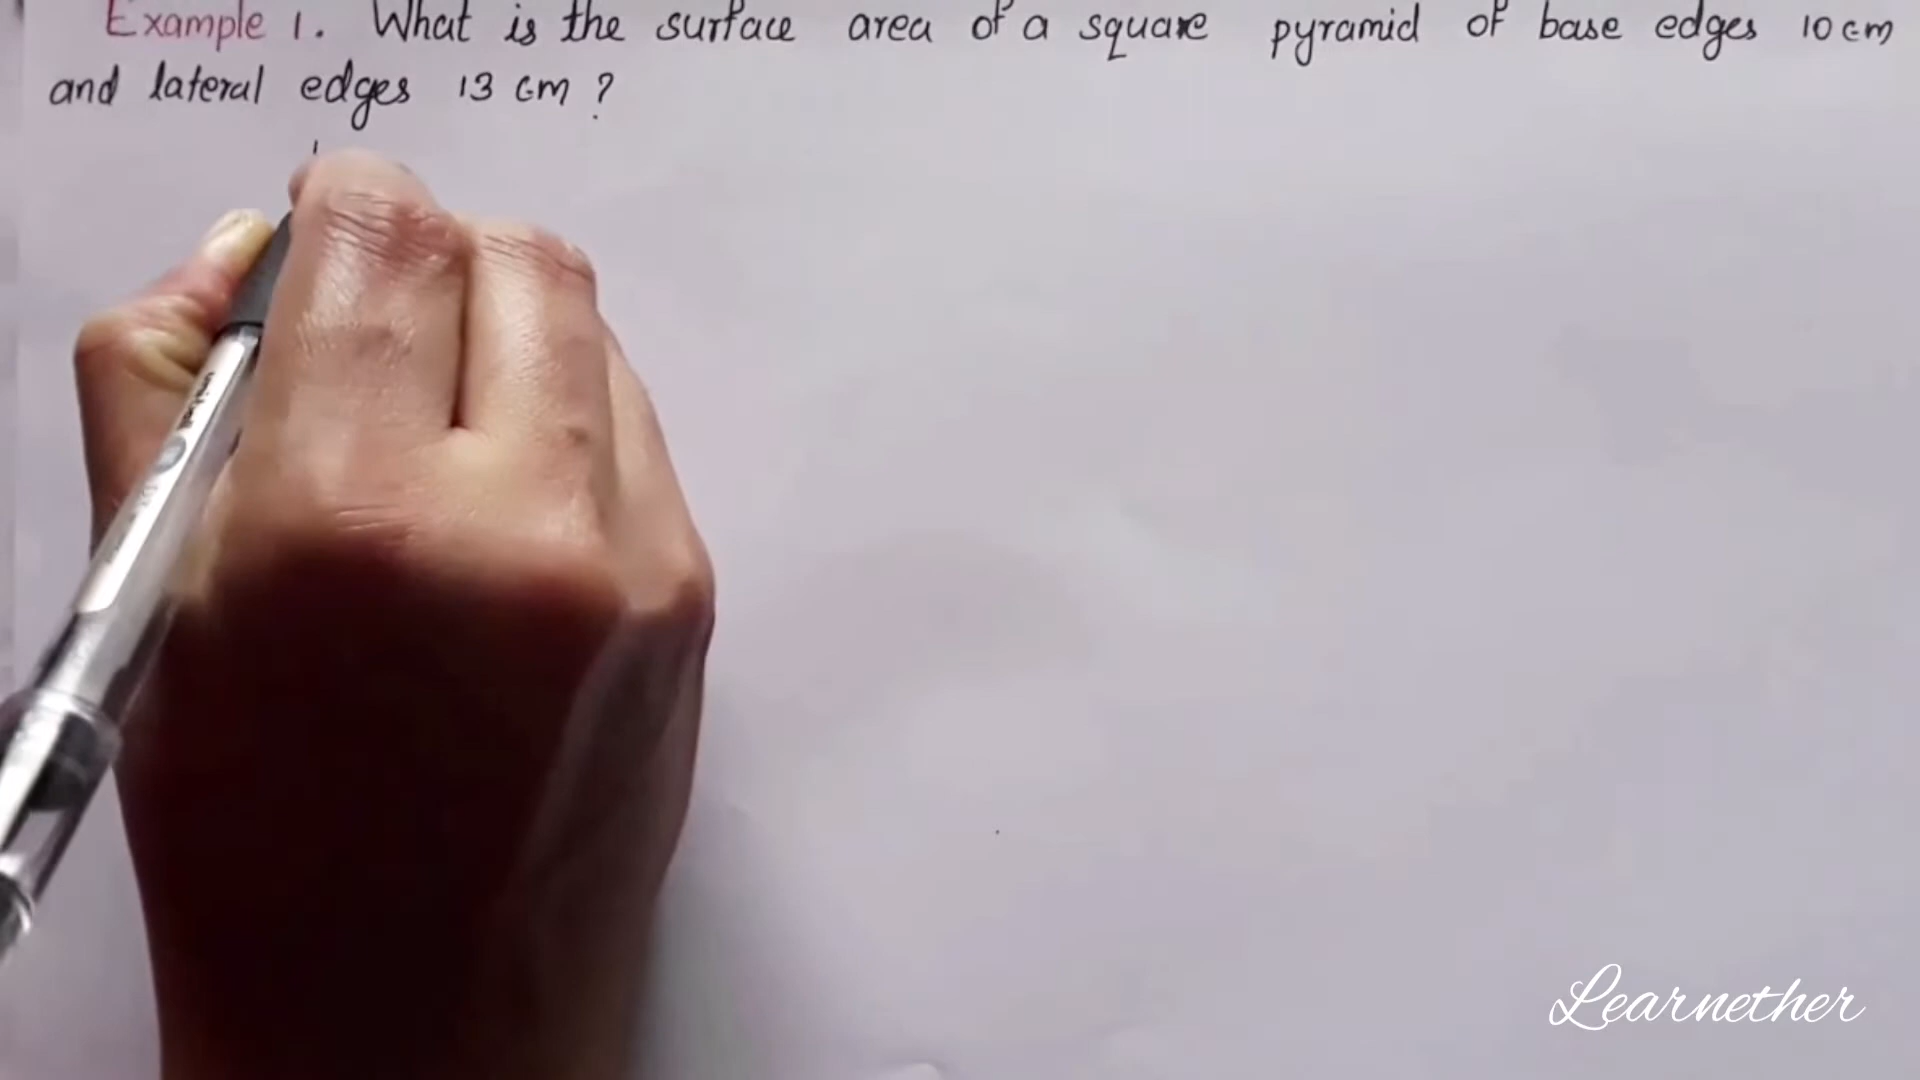 Example 1. What is the surface area of a square pyramid of base edges 10 cm
and lateral edges 13 cm ?
Learnether